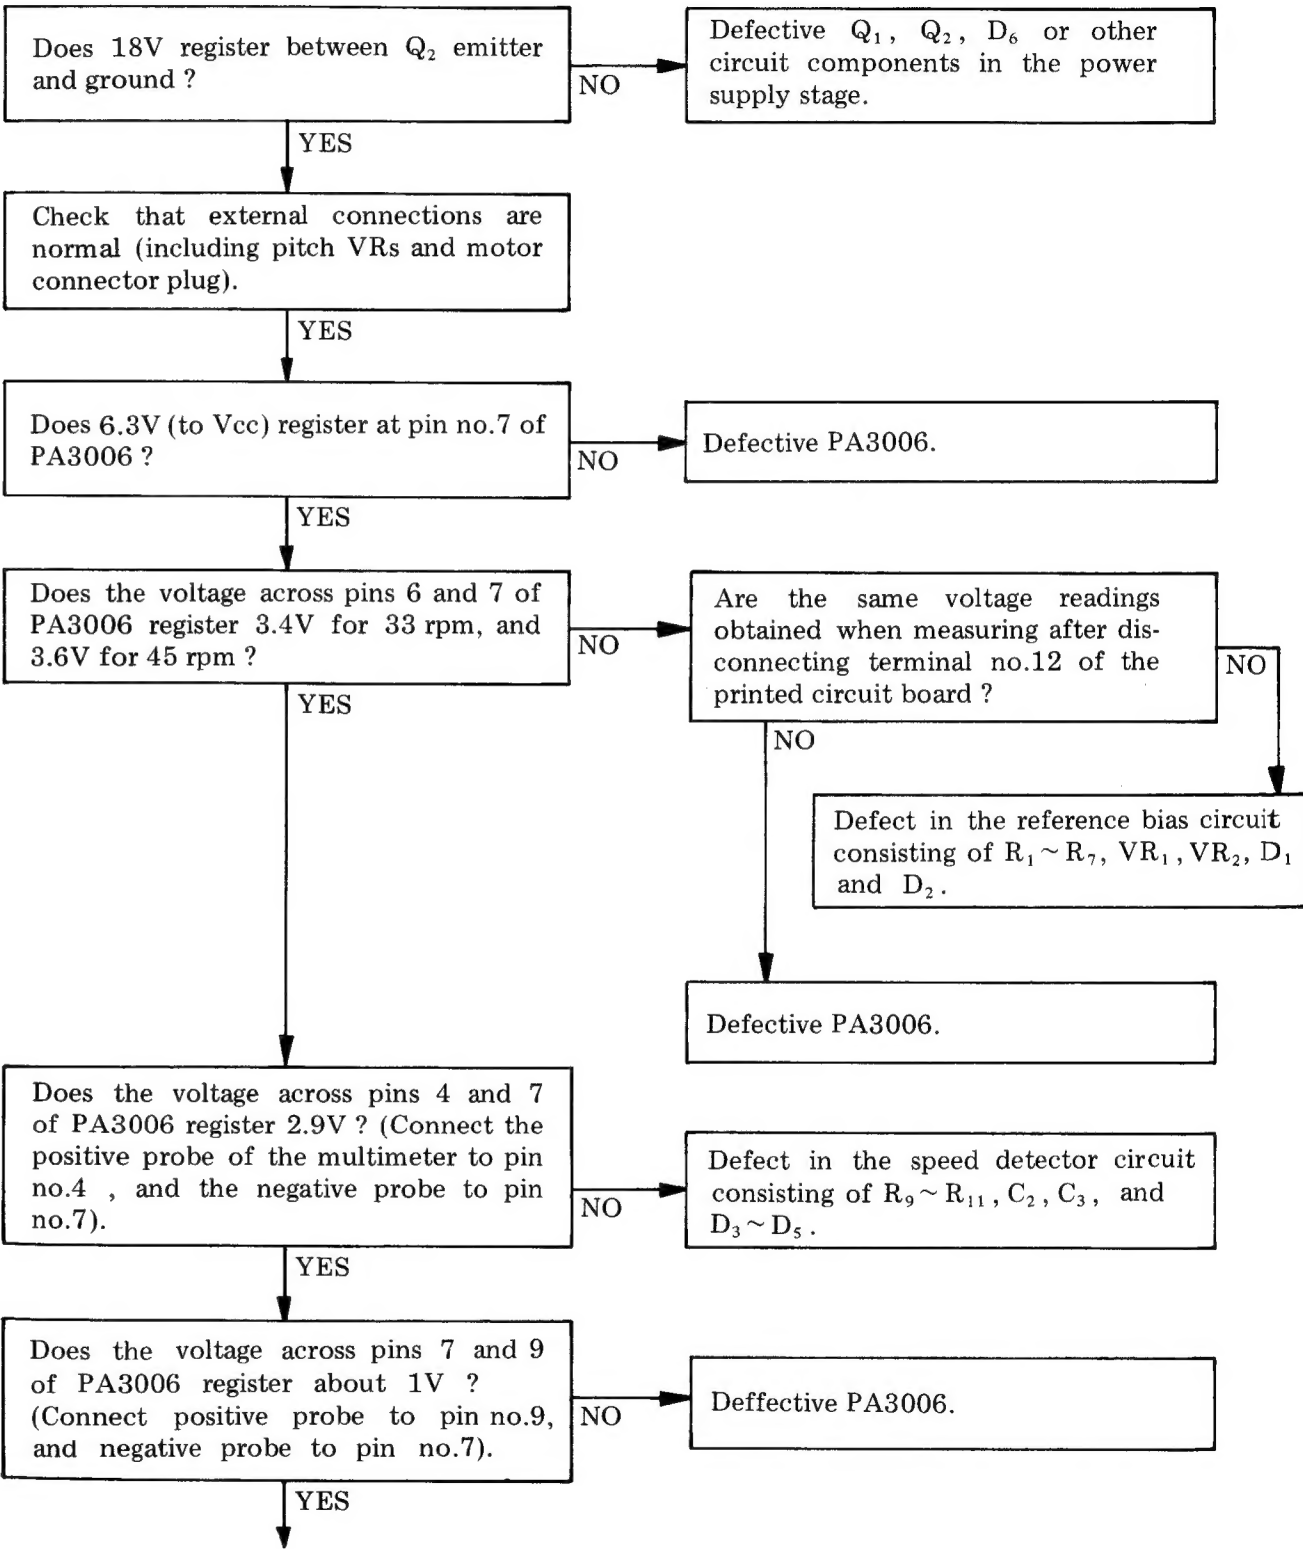 Does 18V register between Q₂ emitter
and ground ?
NO
Defective Q₁, Q₂, D₆ or other
circuit components in the power
supply stage.
YES
Check that external connections are
normal (including pitch VRs and motor
connector plug).
YES
Does 6.3V (to Vcc) register at pin no.7 of
PA3006 ?
NO
Defective PA3006.
YES
Does the voltage across pins 6 and 7 of
PA3006 register 3.4V for 33 rpm, and
3.6V for 45 rpm ?
NO
Are the same voltage readings
obtained when measuring after dis-
connecting terminal no.12 of the
printed circuit board ?
NO
YES
NO
Defect in the reference bias circuit
consisting of R₁ ~ R₇, VR₁, VR₂, D₁
and D₂.
Defective PA3006.
Does the voltage across pins 4 and 7
of PA3006 register 2.9V ? (Connect the
positive probe of the multimeter to pin
no.4 , and the negative probe to pin
no.7).
NO
Defect in the speed detector circuit
consisting of R₉ ~ R₁₁, C₂, C₃, and
D₃ ~ D₅.
YES
Does the voltage across pins 7 and 9
of PA3006 register about 1V ?
(Connect positive probe to pin no.9,
and negative probe to pin no.7).
NO
Deffective PA3006.
YES